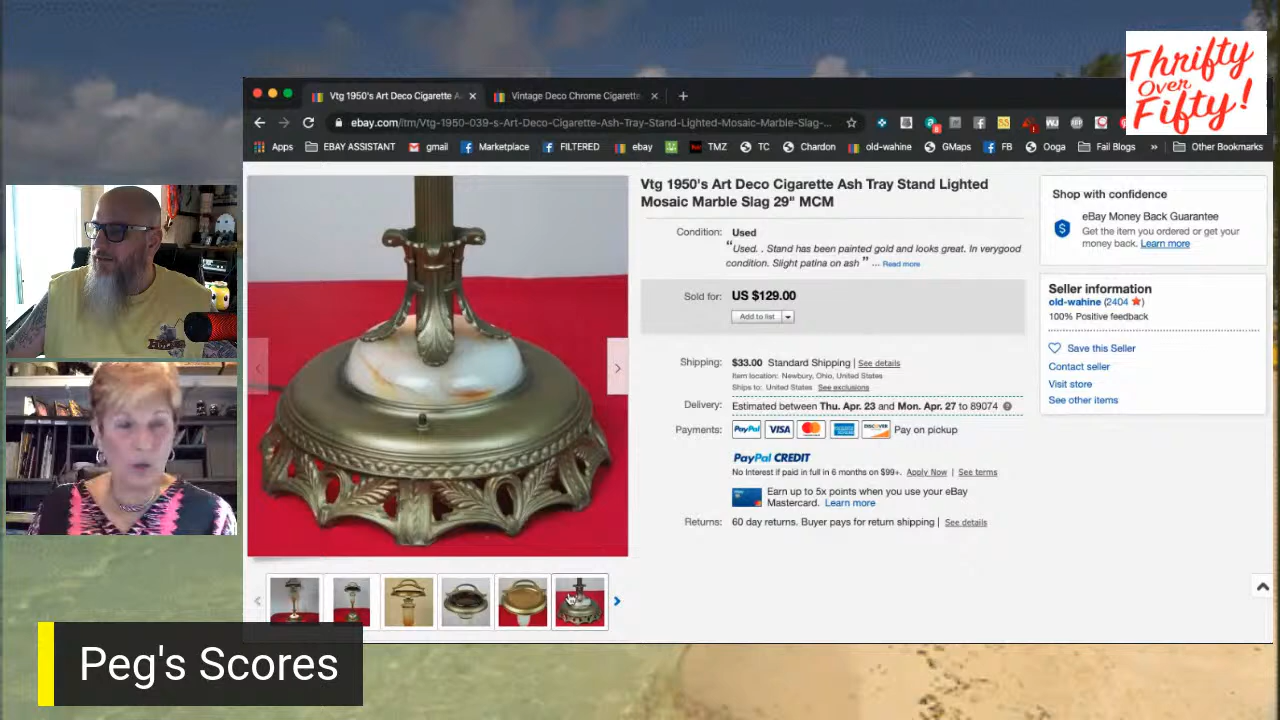 Thrifty
Over
Fifty!
Vtg 1950's Art Deco Cigarette A
Vintage Deco Chrome Cigarette
ebay.com/itm/Vtg-1950-039-s-Art-Deco-Cigarette-Ash-Tray-Stand-Lighted-Mosaic-Marble-Slag-...
Apps
EBAY ASSISTANT
gmail
Marketplace
FILTERED
ebay
TMZ
TC
Chardon
old-wahine
GMaps
FB
Ooga
Fail Blogs
»
Other Bookmarks
Vtg 1950's Art Deco Cigarette Ash Tray Stand Lighted
Mosaic Marble Slag 29" MCM
Condition: Used
"Used. . Stand has been painted gold and looks great. In verygood
condition. Slight patina on ash " ... Read more
Sold for: US $129.00
Add to list
Shipping: $33.00 Standard Shipping | See details
Item location: Newbury, Ohio, United States
Ships to: United States See exclusions
Delivery: Estimated between Thu. Apr. 23 and Mon. Apr. 27 to 89074
Payments: PayPal VISA Pay on pickup
PayPal CREDIT
No Interest if paid in full in 6 months on $99+. Apply Now | See terms
Earn up to 5x points when you use your eBay
Mastercard. Learn more
Returns: 60 day returns. Buyer pays for return shipping | See details
Shop with confidence
eBay Money Back Guarantee
Get the item you ordered or get your
money back. Learn more
Seller information
old-wahine (2404)
100% Positive feedback
Save this Seller
Contact seller
Visit store
See other items
Peg's Scores